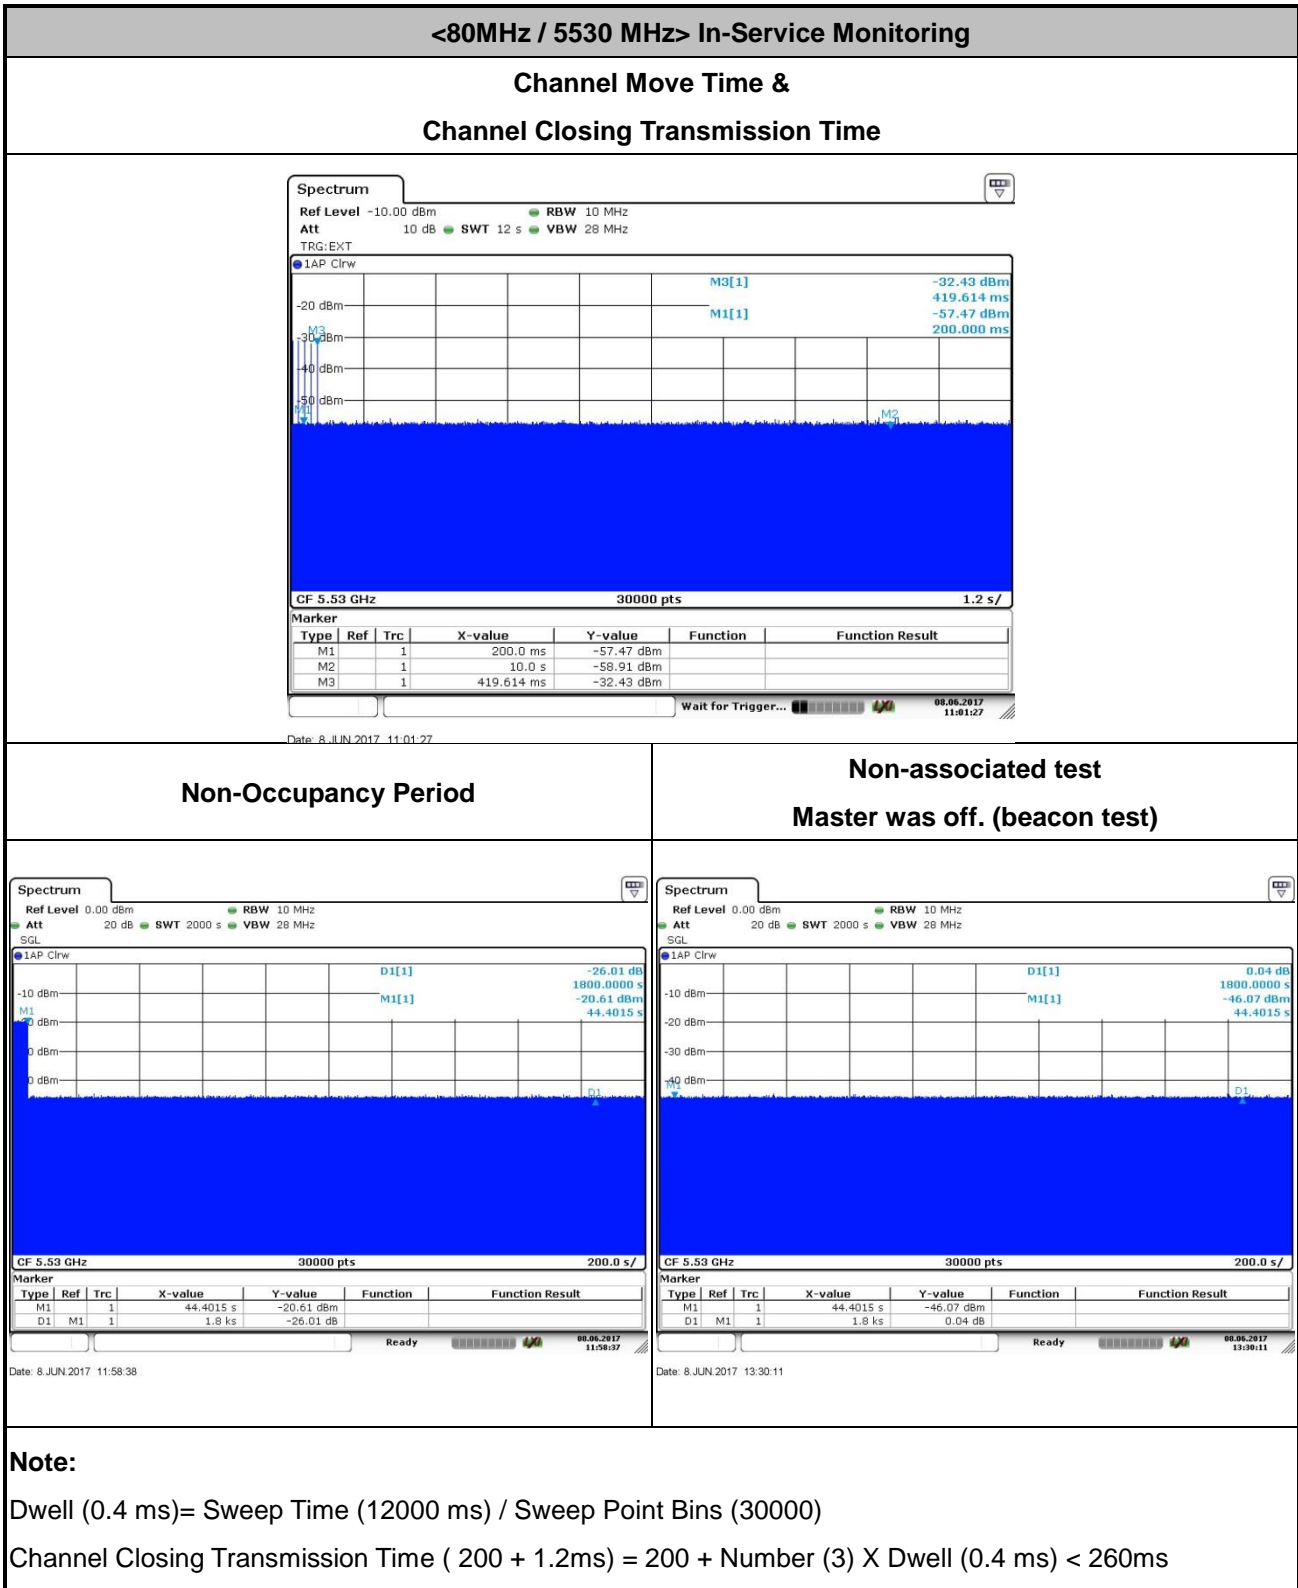 <80MHz / 5530 MHz> In-Service Monitoring
Channel Move Time &
Channel Closing Transmission Time
Spectrum
Ref Level -10.00 dBm RBW 10 MHz
Att 10 dB SWT 12 s VBW 28 MHz
TRG:EXT
1AP Clrw
M3[1] -32.43 dBm
419.614 ms
M1[1] -57.47 dBm
200.000 ms
-20 dBm
M3
-30 dBm
-40 dBm
-50 dBm
M1
M2
CF 5.53 GHz 30000 pts 1.2 s/
Marker
Type Ref Trc X-value Y-value Function Function Result
M1 1 200.0 ms -57.47 dBm
M2 1 10.0 s -58.91 dBm
M3 1 419.614 ms -32.43 dBm
Wait for Trigger... 08.06.2017
11:01:27
Date: 8.JUN.2017 11:01:27
Non-Occupancy Period
Non-associated test
Master was off. (beacon test)
Spectrum
Ref Level 0.00 dBm RBW 10 MHz
Att 20 dB SWT 2000 s VBW 28 MHz
SGL
1AP Clrw
D1[1] -26.01 dB
1800.0000 s
M1[1] -20.61 dBm
44.4015 s
-10 dBm
M1
0 dBm
0 dBm
0 dBm
D1
CF 5.53 GHz 30000 pts 200.0 s/
Marker
Type Ref Trc X-value Y-value Function Function Result
M1 1 44.4015 s -20.61 dBm
D1 M1 1 1.8 ks -26.01 dB
Ready 08.06.2017
11:58:37
Date: 8.JUN.2017 11:58:38
Spectrum
Ref Level 0.00 dBm RBW 10 MHz
Att 20 dB SWT 2000 s VBW 28 MHz
SGL
1AP Clrw
D1[1] 0.04 dB
1800.0000 s
M1[1] -46.07 dBm
44.4015 s
-10 dBm
-20 dBm
-30 dBm
-40 dBm
M1
D1
CF 5.53 GHz 30000 pts 200.0 s/
Marker
Type Ref Trc X-value Y-value Function Function Result
M1 1 44.4015 s -46.07 dBm
D1 M1 1 1.8 ks 0.04 dB
Ready 08.06.2017
13:30:11
Date: 8.JUN.2017 13:30:11
Note:
Dwell (0.4 ms)= Sweep Time (12000 ms) / Sweep Point Bins (30000)
Channel Closing Transmission Time ( 200 + 1.2ms) = 200 + Number (3) X Dwell (0.4 ms) < 260ms